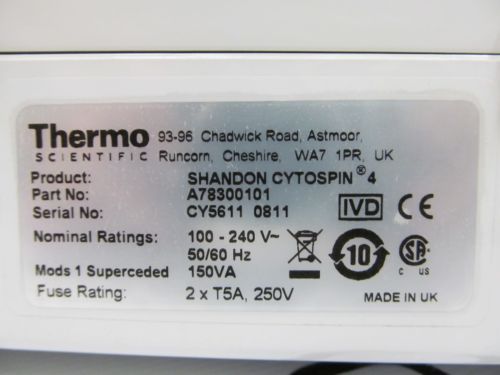 Thermo 93-96 Chadwick Road, Astmoor,
SCIENTIFIC Runcorn, Cheshire, WA7 1PR, UK
Product: SHANDON CYTOSPIN® 4
Part No: A78300101
Serial No: CY5611 0811 IVD CE
Nominal Ratings: 100 - 240 V~
50/60 Hz 10 SA
C US
Mods 1 Superceded 150VA
Fuse Rating: 2 x T5A, 250V MADE IN UK